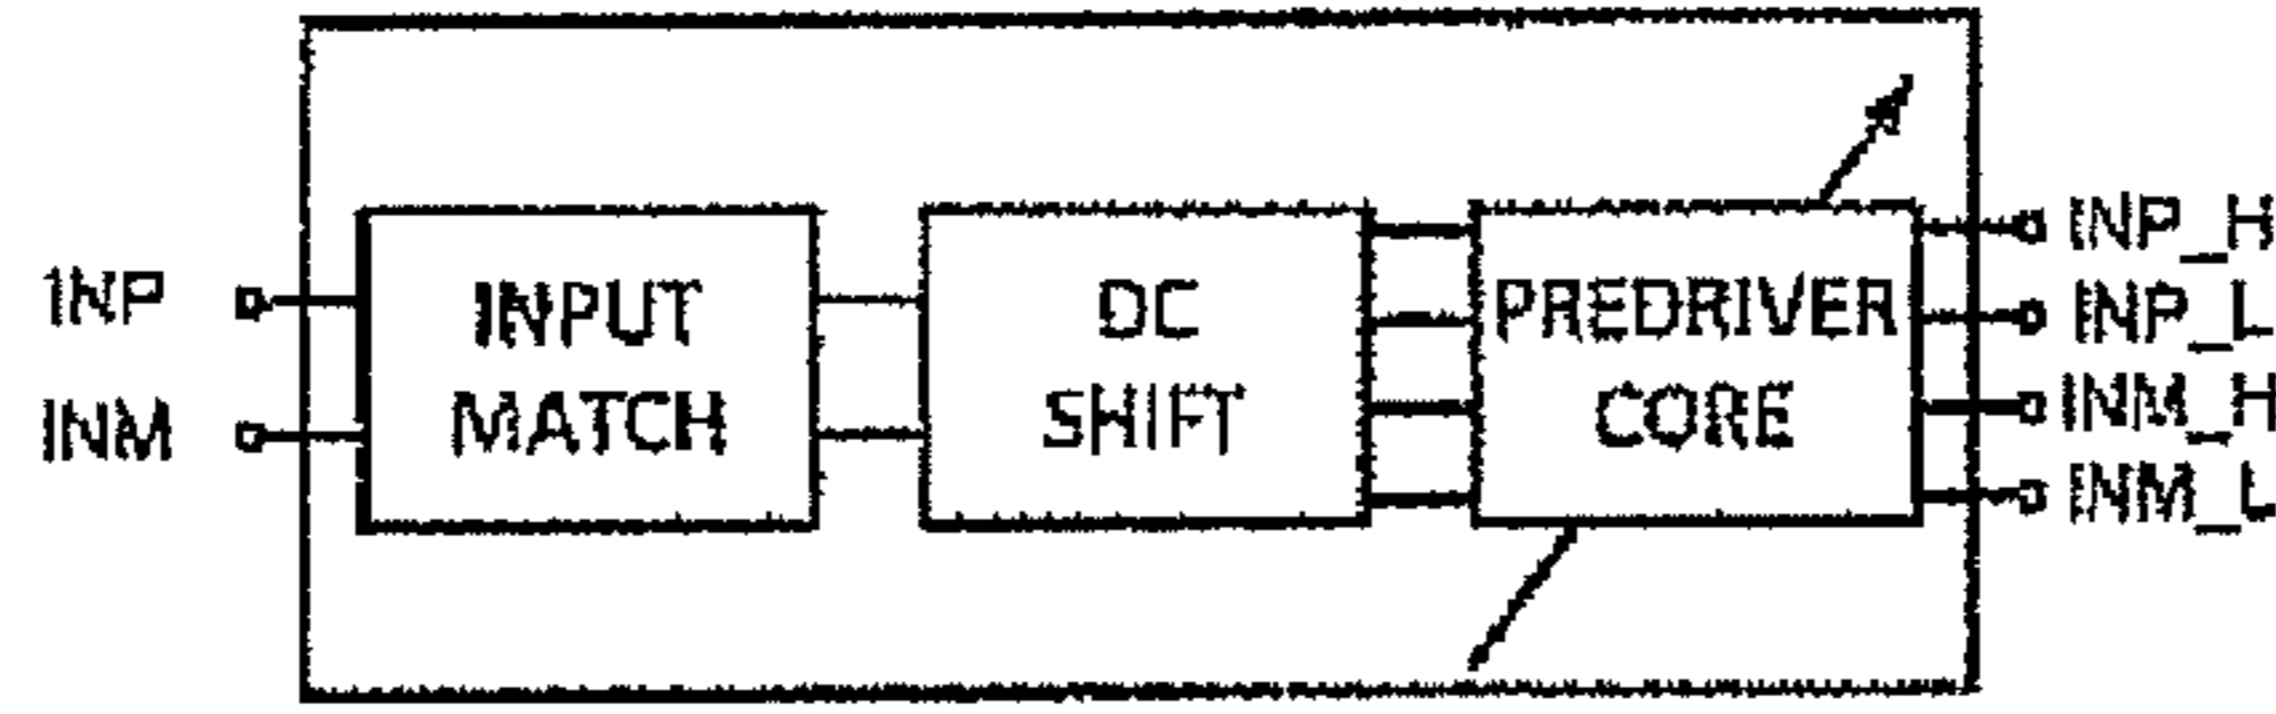 INP
INM
INPUT
MATCH
DC
SHIFT
PREDRIVER
CORE
INP_H
INP_L
INM_H
INM_L